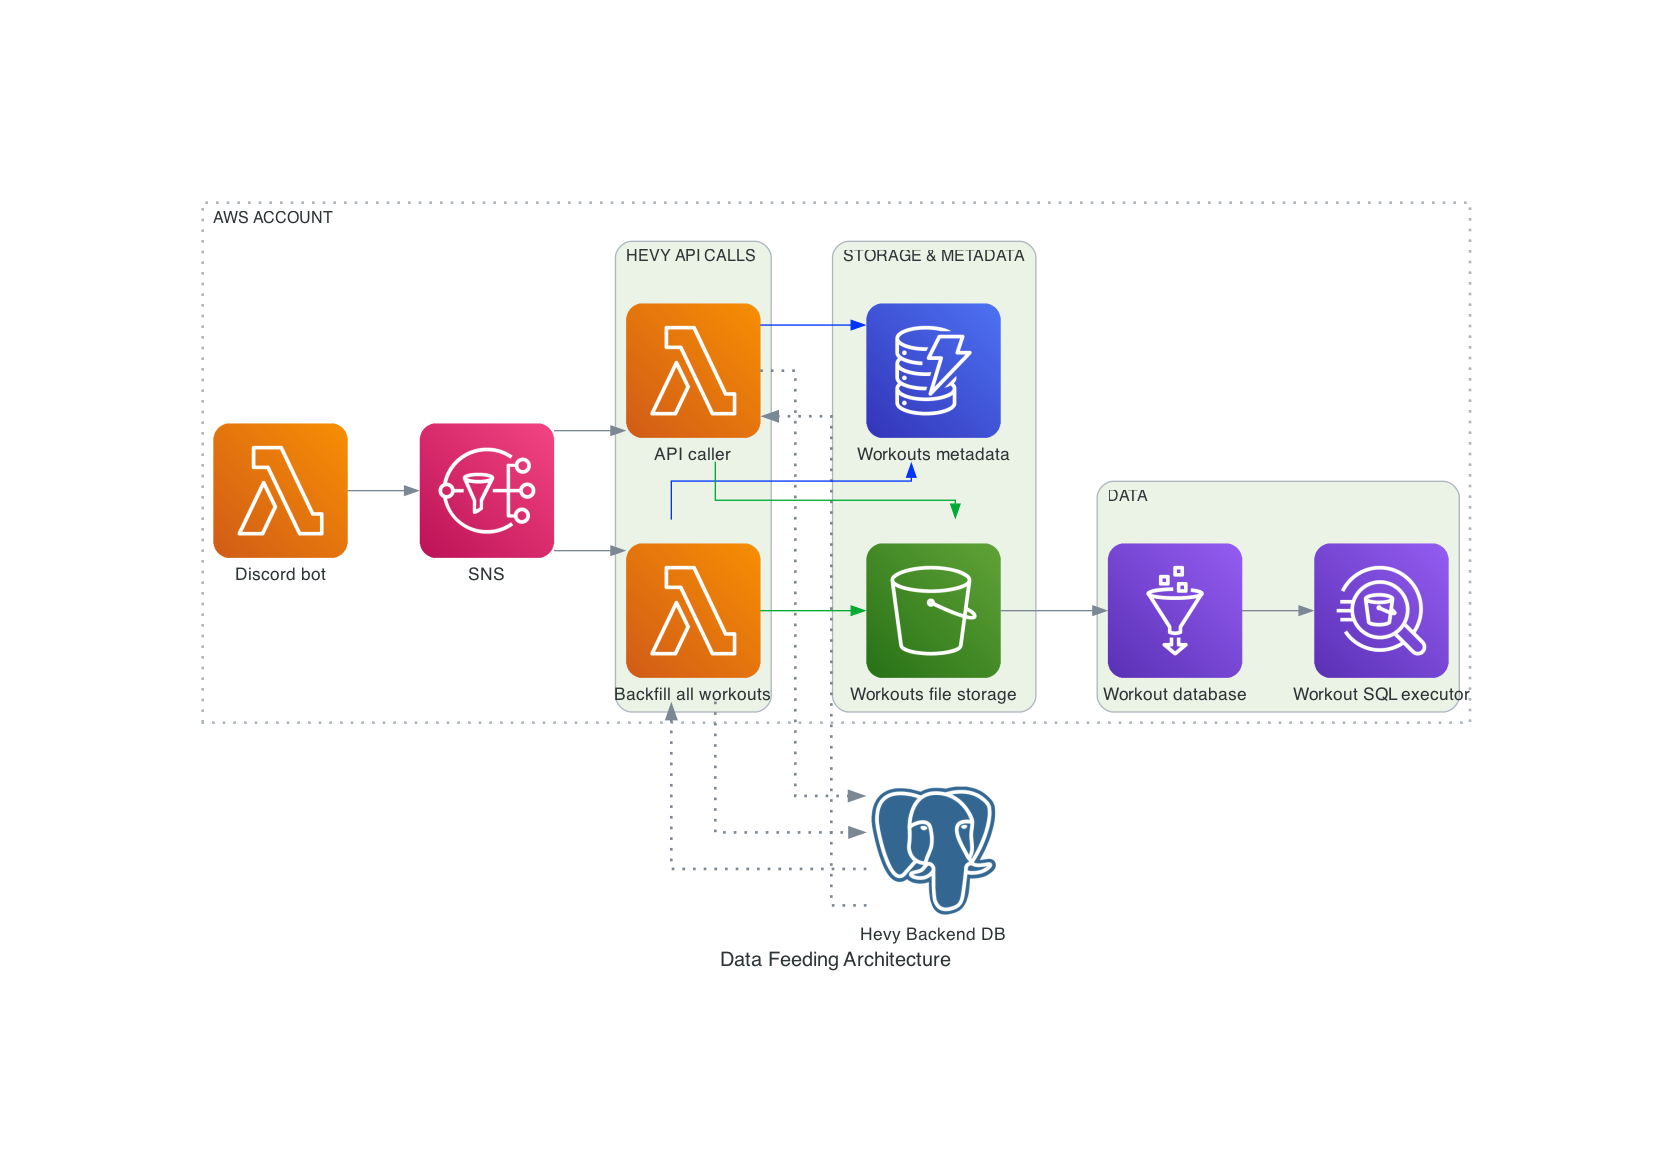 AWS ACCOUNT
HEVY API CALLS
STORAGE & METADATA
API caller
Workouts metadata
DATA
Discord bot
SNS
Backfill all workouts
Workouts file storage
Workout database
Workout SQL executor
Hevy Backend DB
Data Feeding Architecture